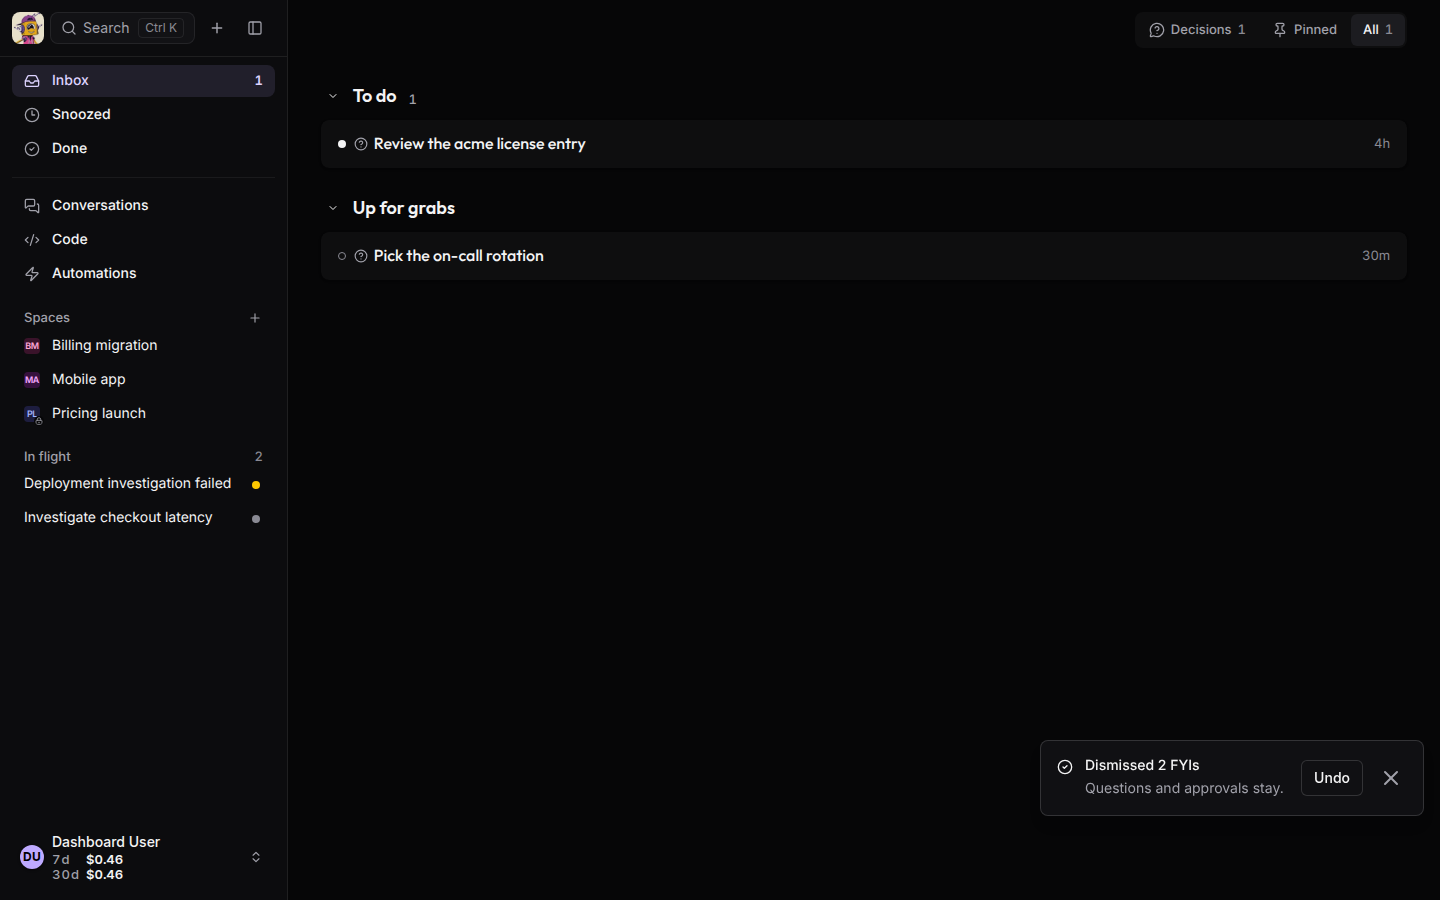 Search Ctrl K
Inbox 1
Snoozed
Done
Conversations
Code
Automations
Spaces
BM Billing migration
MA Mobile app
PL Pricing launch
In flight 2
Deployment investigation failed
Investigate checkout latency
DU Dashboard User
7d $0.46
30d $0.46
Decisions 1 Pinned All 1
To do 1
Review the acme license entry 4h
Up for grabs
Pick the on-call rotation 30m
Dismissed 2 FYIs
Questions and approvals stay.
Undo